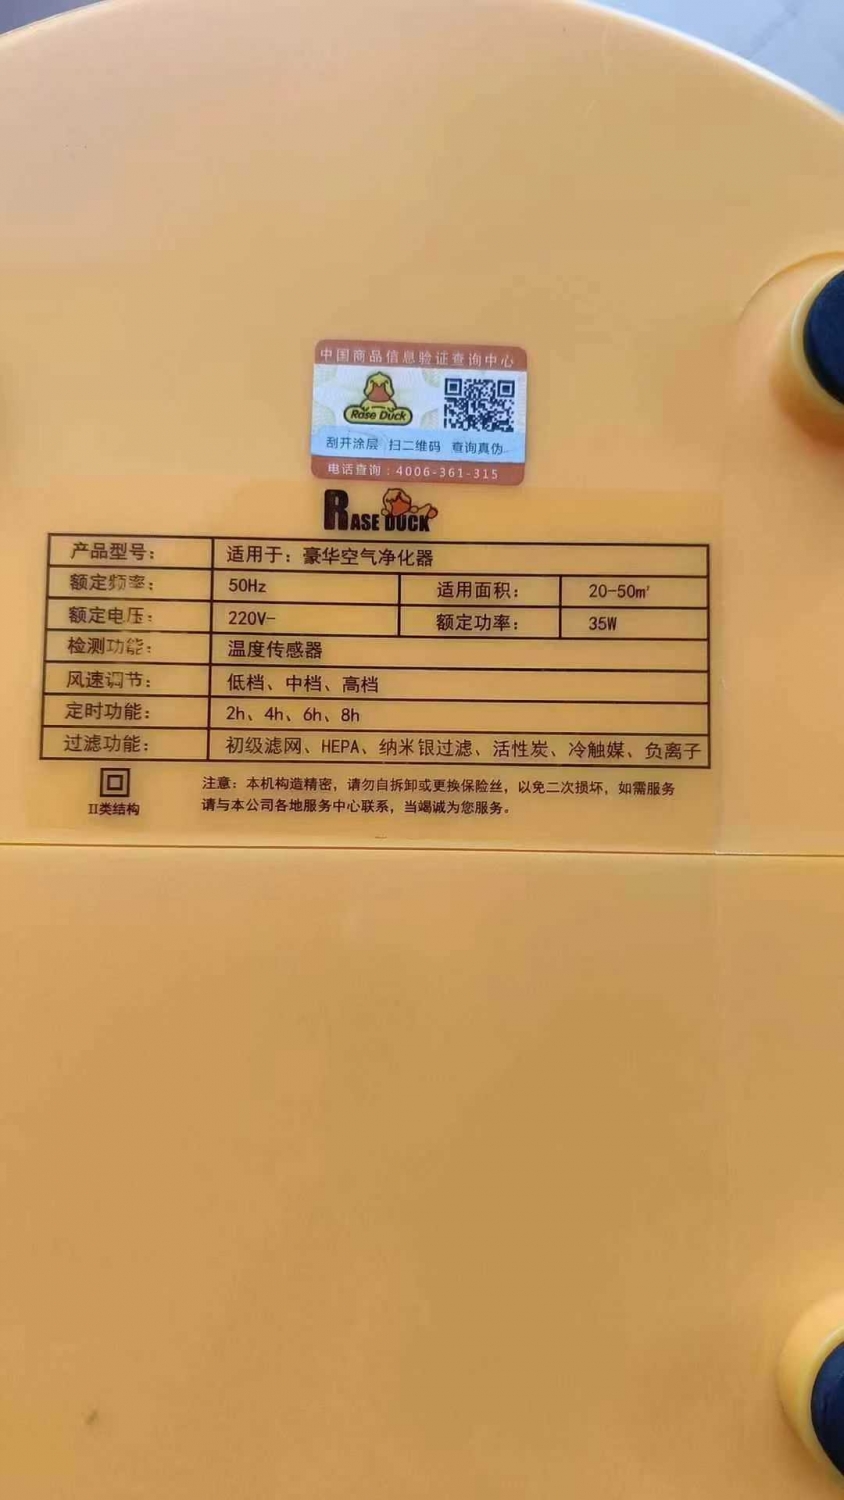 中国商品信息验证查询中心
Rase Duck
刮开涂层 扫二维码 查询真伪
电话查询：4006-361-315
RASE DUCK
产品型号： 适用于：豪华空气净化器
额定频率： 50Hz 适用面积： 20-50㎡
额定电压： 220V- 额定功率： 35W
检测功能： 温度传感器
风速调节： 低档、中档、高档
定时功能： 2h、4h、6h、8h
过滤功能： 初级滤网、HEPA、纳米银过滤、活性炭、冷触媒、负离子
II类结构
注意：本机构造精密，请勿自拆卸或更换保险丝，以免二次损坏，如需服务
请与本公司各地服务中心联系，当竭诚为您服务。